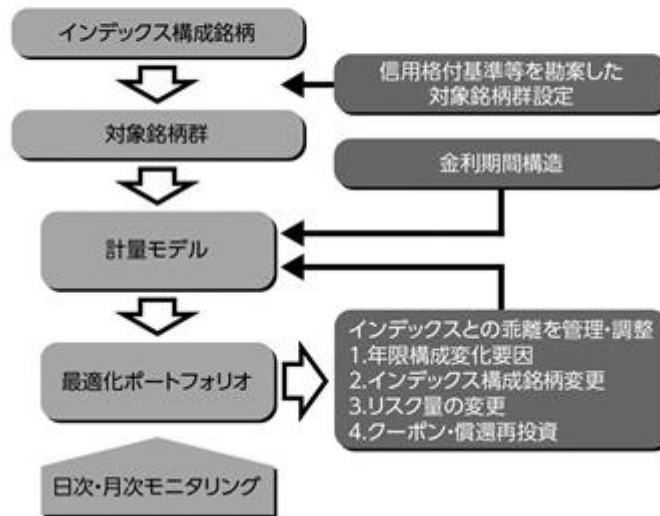 インデックス構成銘柄
信用格付基準等を勘案した
対象銘柄群設定
対象銘柄群
金利期間構造
計量モデル
インデックスとの乖離を管理・調整
1.年限構成変化要因
2.インデックス構成銘柄変更
3.リスク量の変更
4.クーポン・償還再投資
最適化ポートフォリオ
日次・月次モニタリング